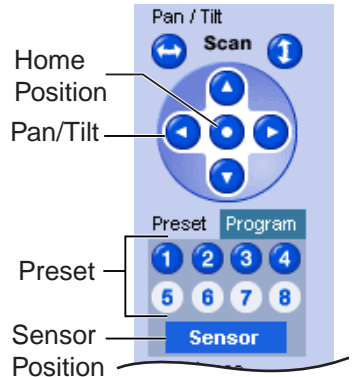 Pan / Tilt
Scan
Home
Position
Pan/Tilt
Preset Program
Preset
1 2 3 4
5 6 7 8
Sensor
Position
Sensor